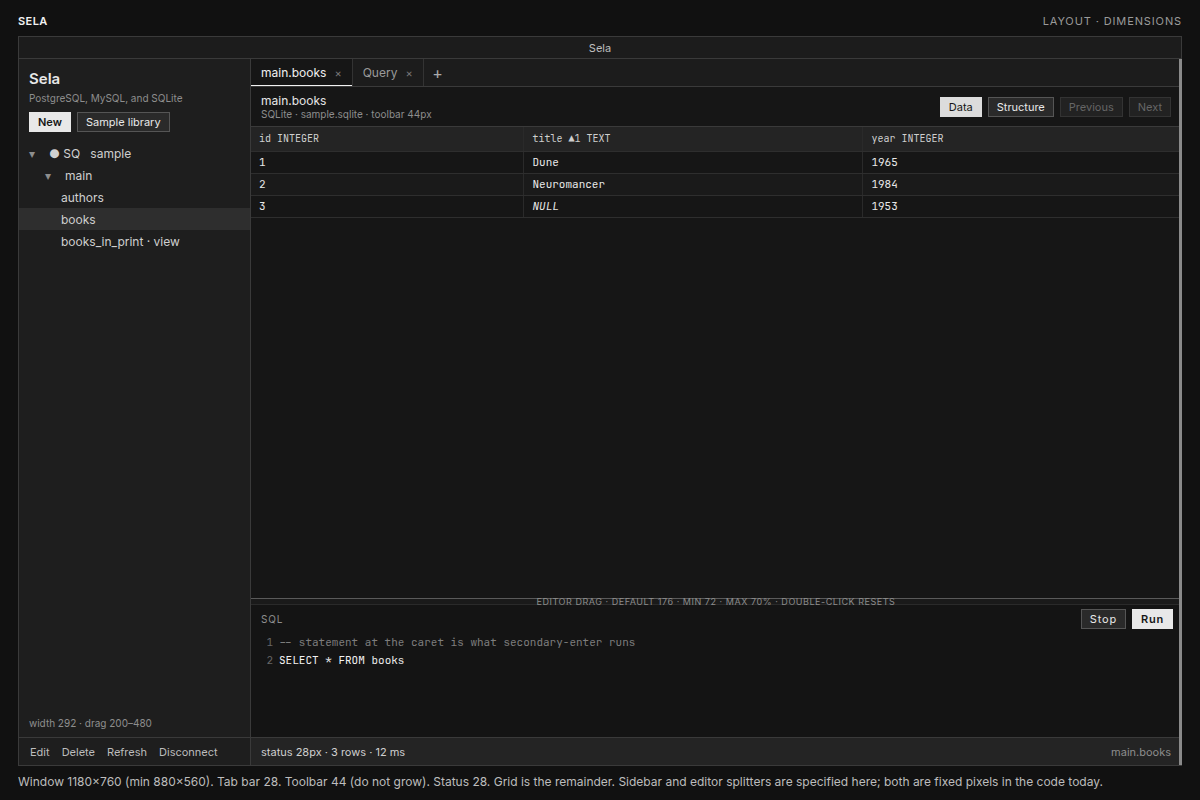 SELA
LAYOUT · DIMENSIONS
Sela
Sela
PostgreSQL, MySQL, and SQLite
New
Sample library
▾ ● SQ sample
▾ main
authors
books
books_in_print · view
width 292 · drag 200–480
Edit Delete Refresh Disconnect
main.books × Query × +
main.books
SQLite · sample.sqlite · toolbar 44px
Data Structure Previous Next
id INTEGER title ▲1 TEXT year INTEGER
1 Dune 1965
2 Neuromancer 1984
3 NULL 1953
EDITOR DRAG · DEFAULT 176 · MIN 72 · MAX 70% · DOUBLE-CLICK RESETS
SQL
Stop Run
1 -- statement at the caret is what secondary-enter runs
2 SELECT * FROM books
status 28px · 3 rows · 12 ms
main.books
Window 1180×760 (min 880×560). Tab bar 28. Toolbar 44 (do not grow). Status 28. Grid is the remainder. Sidebar and editor splitters are specified here; both are fixed pixels in the code today.